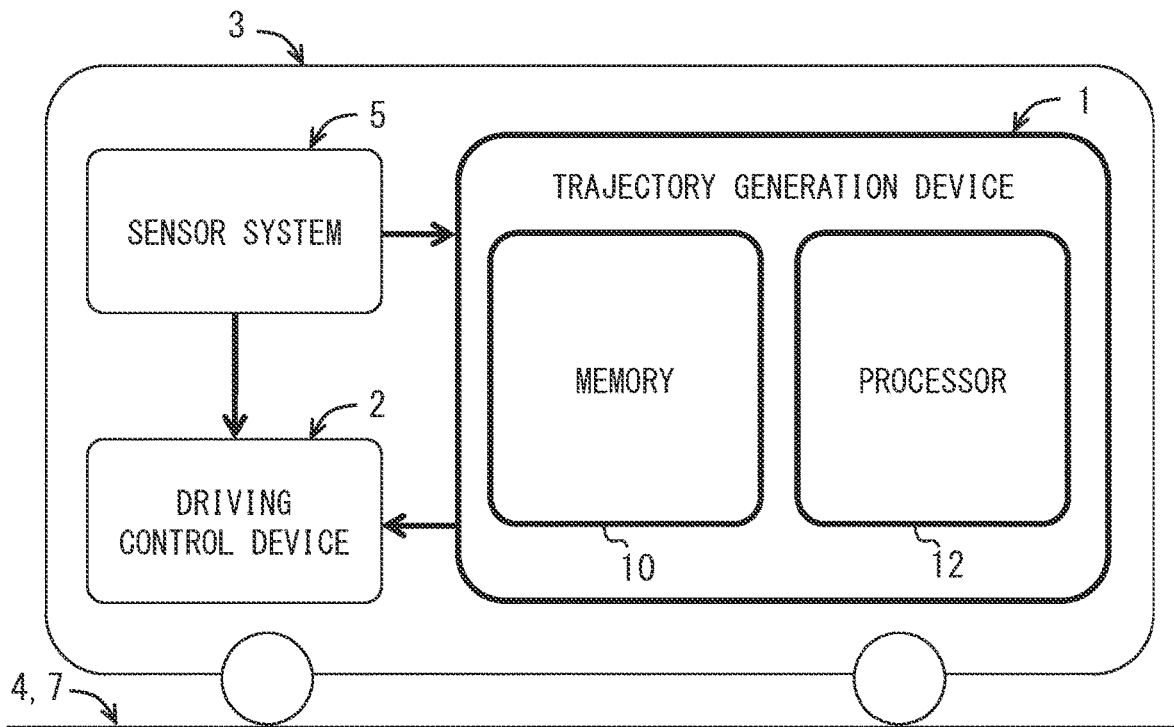 3
1
5
TRAJECTORY GENERATION DEVICE
SENSOR SYSTEM
MEMORY
PROCESSOR
2
DRIVING
CONTROL DEVICE
10
12
4, 7